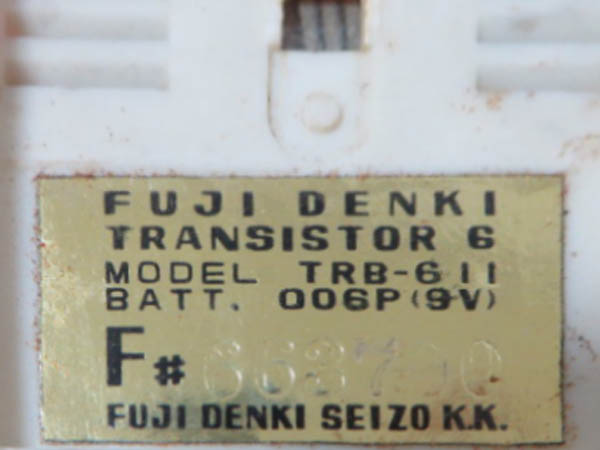 FUJI DENKI
TRANSISTOR 6
MODEL TRB-611
BATT. 006P (9V)
F#
FUJI DENKI SEIZO K.K.